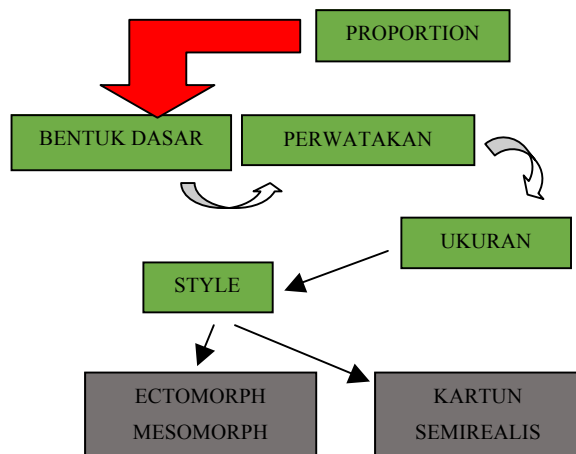 PROPORTION
BENTUK DASAR
PERWATAKAN
UKURAN
STYLE
ECTOMORPH
MESOMORPH
KARTUN
SEMIREALIS